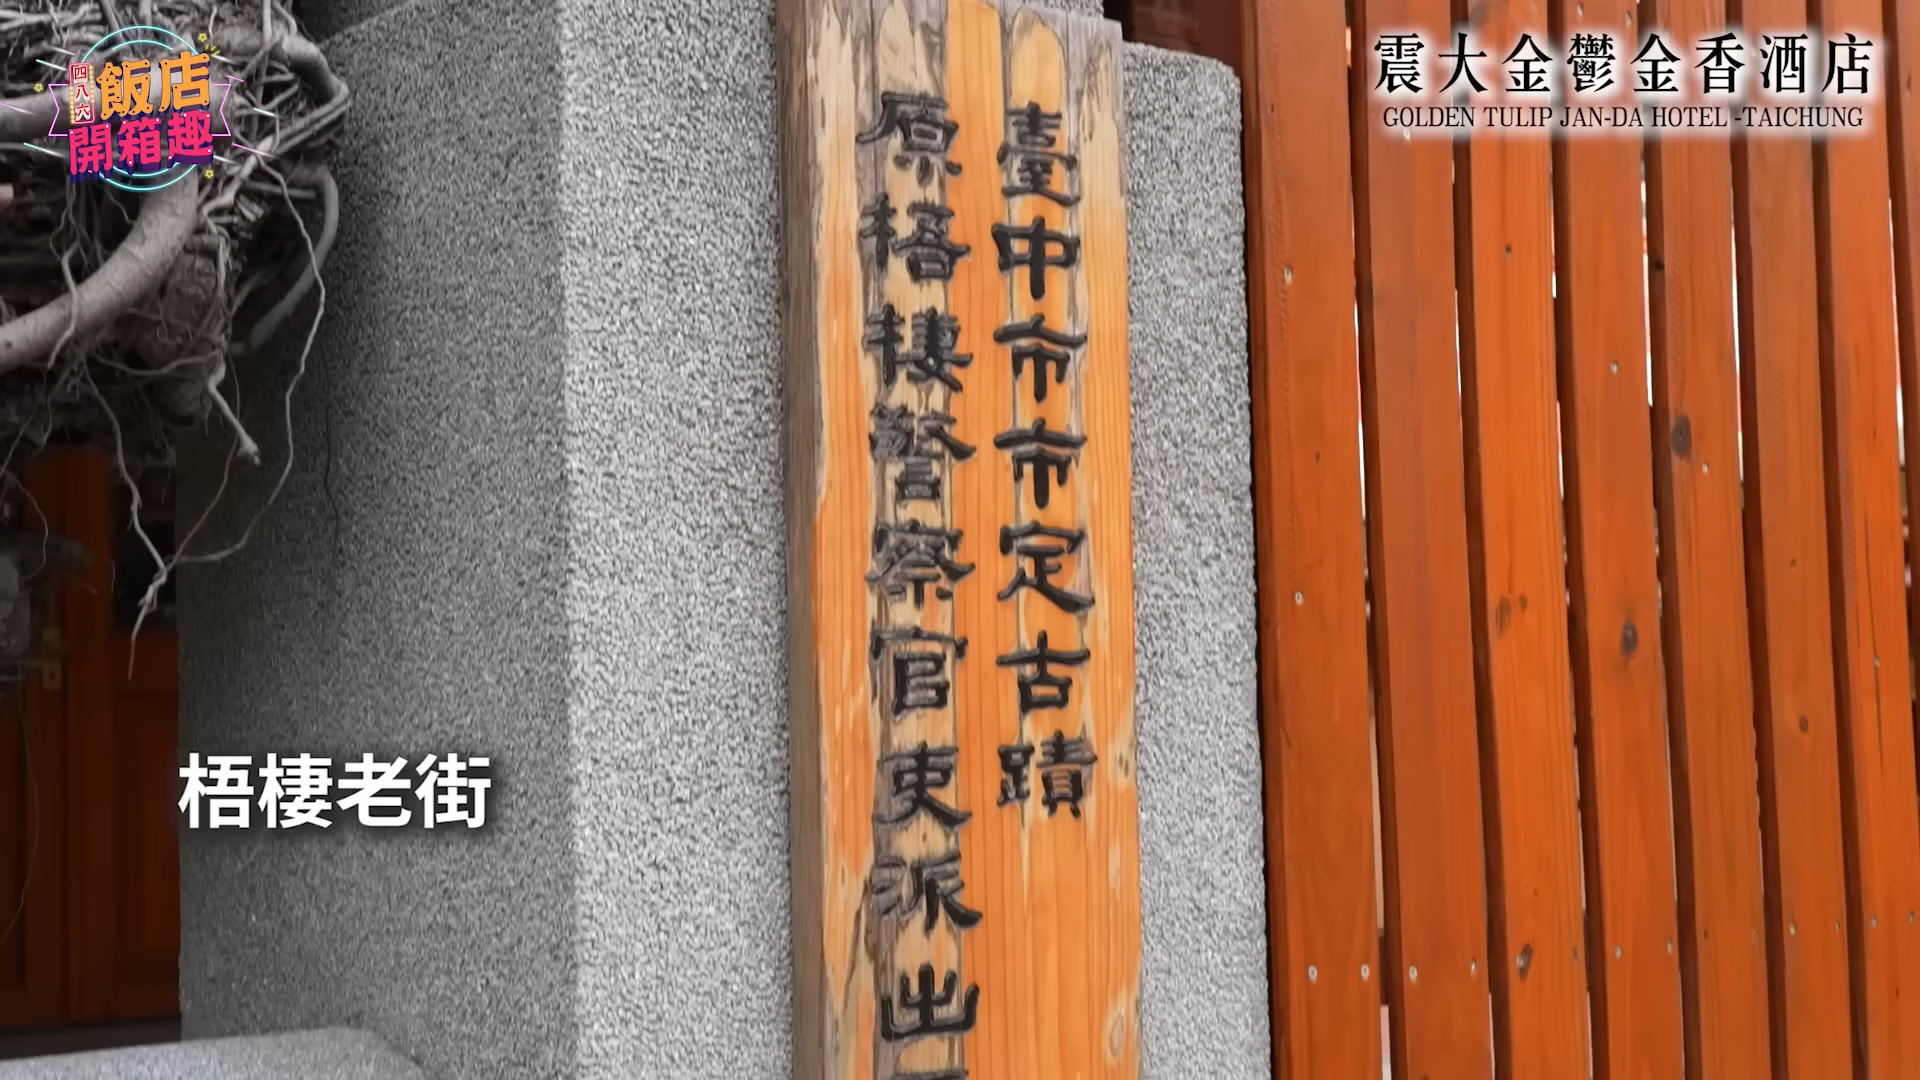 四八六
飯店
開箱趣
震大金鬱金香酒店
GOLDEN TULIP JAN-DA HOTEL -TAICHUNG
臺中市市定古蹟
原梧棲警察官吏派出
梧棲老街